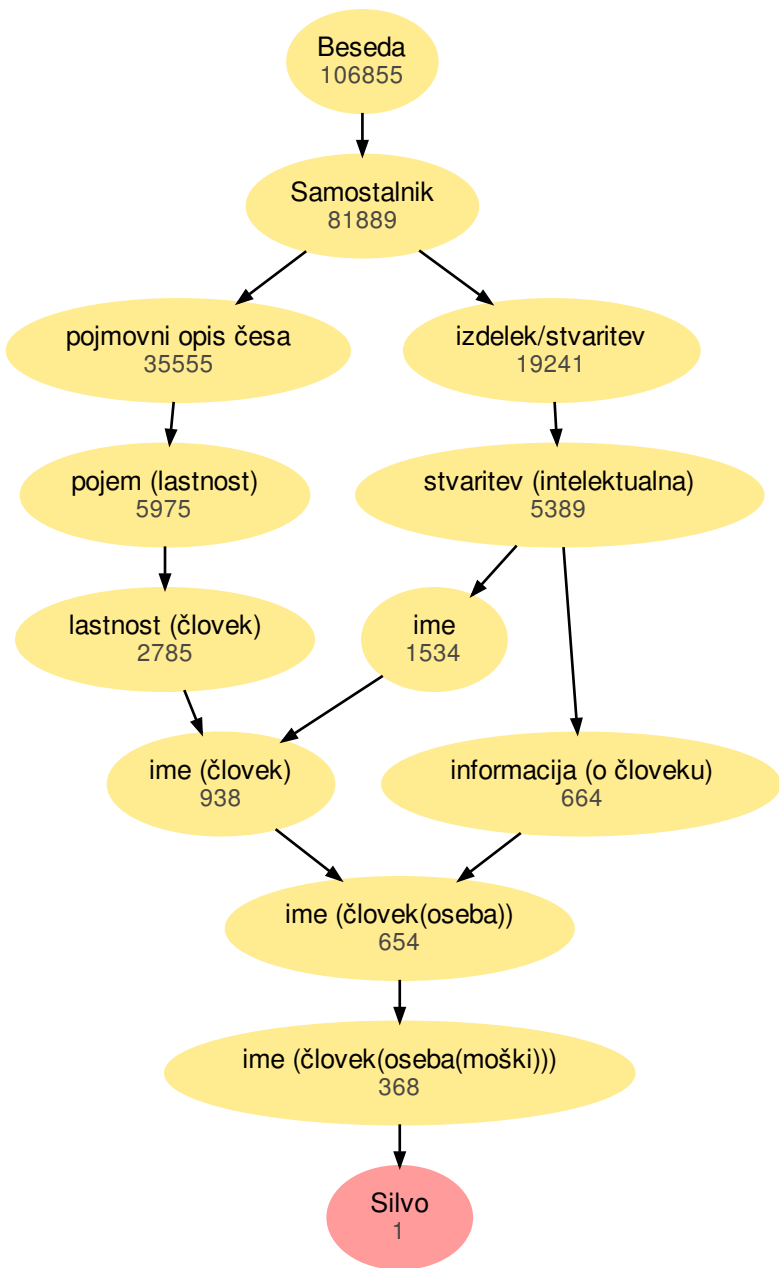 Beseda
106855
Samostalnik
81889
pojmovni opis česa
35555
izdelek/stvaritev
19241
pojem (lastnost)
5975
stvaritev (intelektualna)
5389
lastnost (človek)
2785
ime
1534
ime (človek)
938
informacija (o človeku)
664
ime (človek(oseba))
654
ime (človek(oseba(moški)))
368
Silvo
1